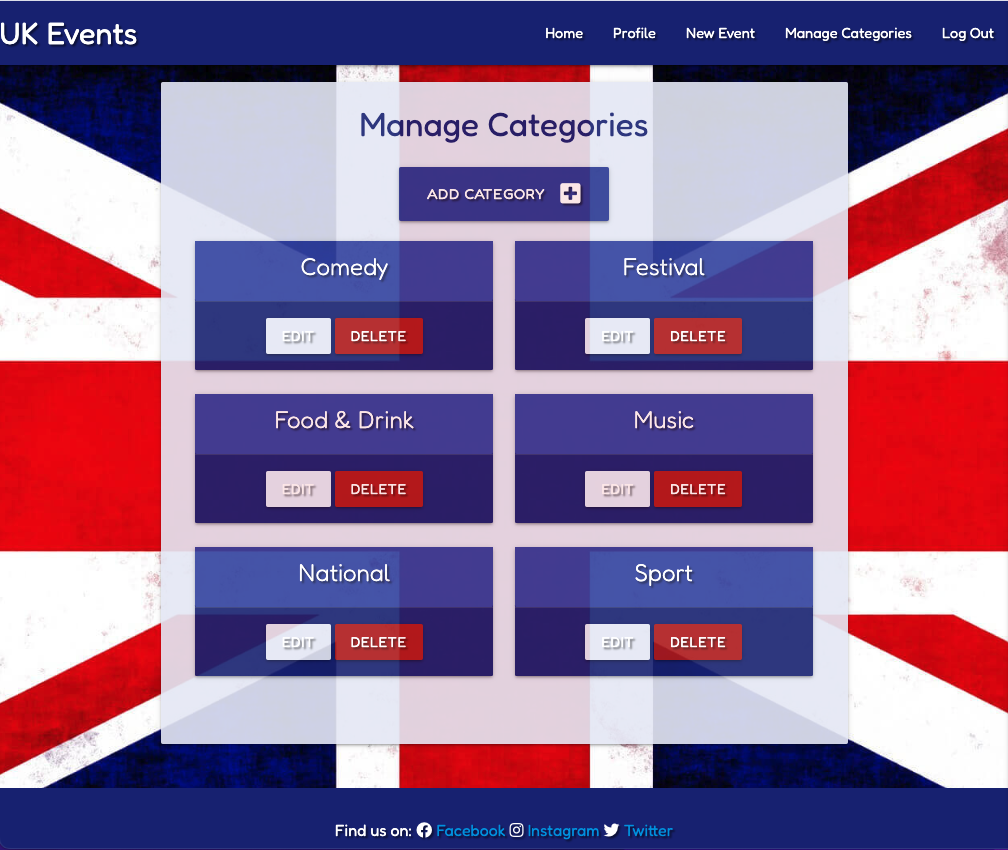 UK Events
Home Profile New Event Manage Categories Log Out
Manage Categories
ADD CATEGORY
Comedy Festival
EDIT DELETE EDIT DELETE
Food & Drink Music
EDIT DELETE EDIT DELETE
National Sport
EDIT DELETE EDIT DELETE
Find us on: Facebook Instagram Twitter